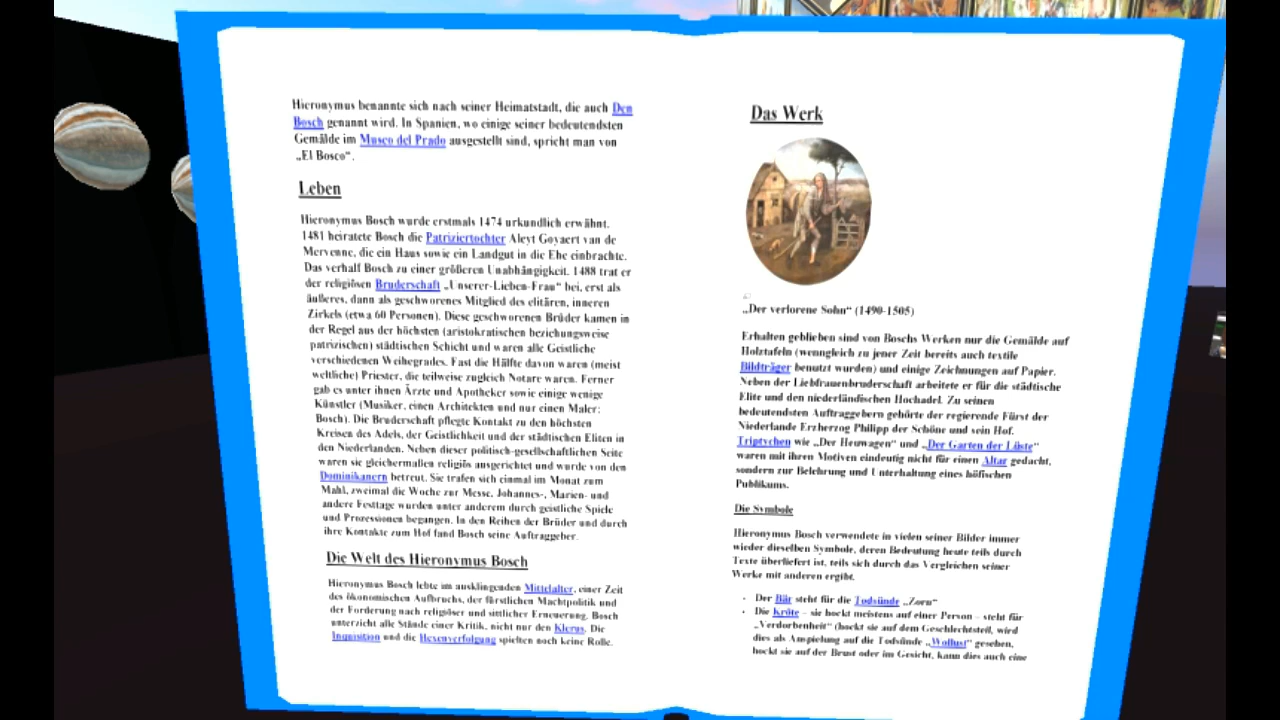 Hieronymus benannte sich nach seiner Heimatstadt, die auch Den
Bosch genannt wird. In Spanien, wo einige seiner bedeutendsten
Gemälde im Museo del Prado ausgestellt sind, spricht man von
„El Bosco“.
Leben
Hieronymus Bosch wurde erstmals 1474 urkundlich erwähnt.
1481 heiratete Bosch die Patriziertochter Aleyt Goyaert van de
Mervenne, die ein Haus sowie ein Landgut in die Ehe einbrachte.
Das verhalf Bosch zu einer größeren Unabhängigkeit. 1488 trat er
der religiösen Bruderschaft „Unserer-Lieben-Frau“ bei, erst als
äußeres, dann als geschworenes Mitglied des elitären, inneren
Zirkels (etwa 60 Personen). Diese geschworenen Brüder kamen in
der Regel aus der höchsten (aristokratischen beziehungsweise
patrizischen) städtischen Schicht und waren alle Geistliche
verschiedenen Weihegrades. Fast die Hälfte davon waren (meist
weltliche) Priester, die teilweise zugleich Notare waren. Ferner
gab es unter ihnen Ärzte und Apotheker sowie einige wenige
Künstler (Musiker, einen Architekten und nur einen Maler:
Bosch). Die Bruderschaft pflegte Kontakt zu den höchsten
Kreisen des Adels, der Geistlichkeit und der städtischen Eliten in
den Niederlanden. Neben dieser politisch-gesellschaftlichen Seite
waren sie gleichermaßen religiös ausgerichtet und wurde von den
Dominikanern betreut. Sie trafen sich einmal im Monat zum
Mahl, zweimal die Woche zur Messe. Johannes-, Marien- und
andere Festtage wurden unter anderem durch geistliche Spiele
und Prozessionen begangen. In den Reihen der Brüder und durch
ihre Kontakte zum Hof fand Bosch seine Auftraggeber.
Die Welt des Hieronymus Bosch
Hieronymus Bosch lebte im ausklingenden Mittelalter, einer Zeit
des ökonomischen Aufbruchs, der fürstlichen Machtpolitik und
der Forderung nach religiöser und sittlicher Erneuerung. Bosch
unterzieht alle Stände einer Kritik, nicht nur den Klerus. Die
Inquisition und die Hexenverfolgung spielten noch keine Rolle.
Das Werk
„Der verlorene Sohn“ (1490-1505)
Erhalten geblieben sind von Boschs Werken nur die Gemälde auf
Holztafeln (wenngleich zu jener Zeit bereits auch textile
Bildträger benutzt wurden) und einige Zeichnungen auf Papier.
Neben der Liebfrauenbruderschaft arbeitete er für die städtische
Elite und den niederländischen Hochadel. Zu seinen
bedeutendsten Auftraggebern gehörte der regierende Fürst der
Niederlande Erzherzog Philipp der Schöne und sein Hof.
Triptychen wie „Der Heuwagen“ und „Der Garten der Lüste“
waren mit ihren Motiven eindeutig nicht für einen Altar gedacht,
sondern zur Belehrung und Unterhaltung eines höfischen
Publikums.
Die Symbole
Hieronymus Bosch verwendete in vielen seiner Bilder immer
wieder dieselben Symbole, deren Bedeutung heute teils durch
Texte überliefert ist, teils sich durch das Vergleichen seiner
Werke mit anderen ergibt.
- Der Bär steht für die Todsünde „Zorn“
- Die Kröte – sie hockt meistens auf einer Person – steht für
„Verdorbenheit“ (hockt sie auf dem Geschlechtsteil, wird
dies als Anspielung auf die Todsünde „Wollust“ gesehen,
hockt sie auf der Brust oder im Gesicht, kann dies auch eine